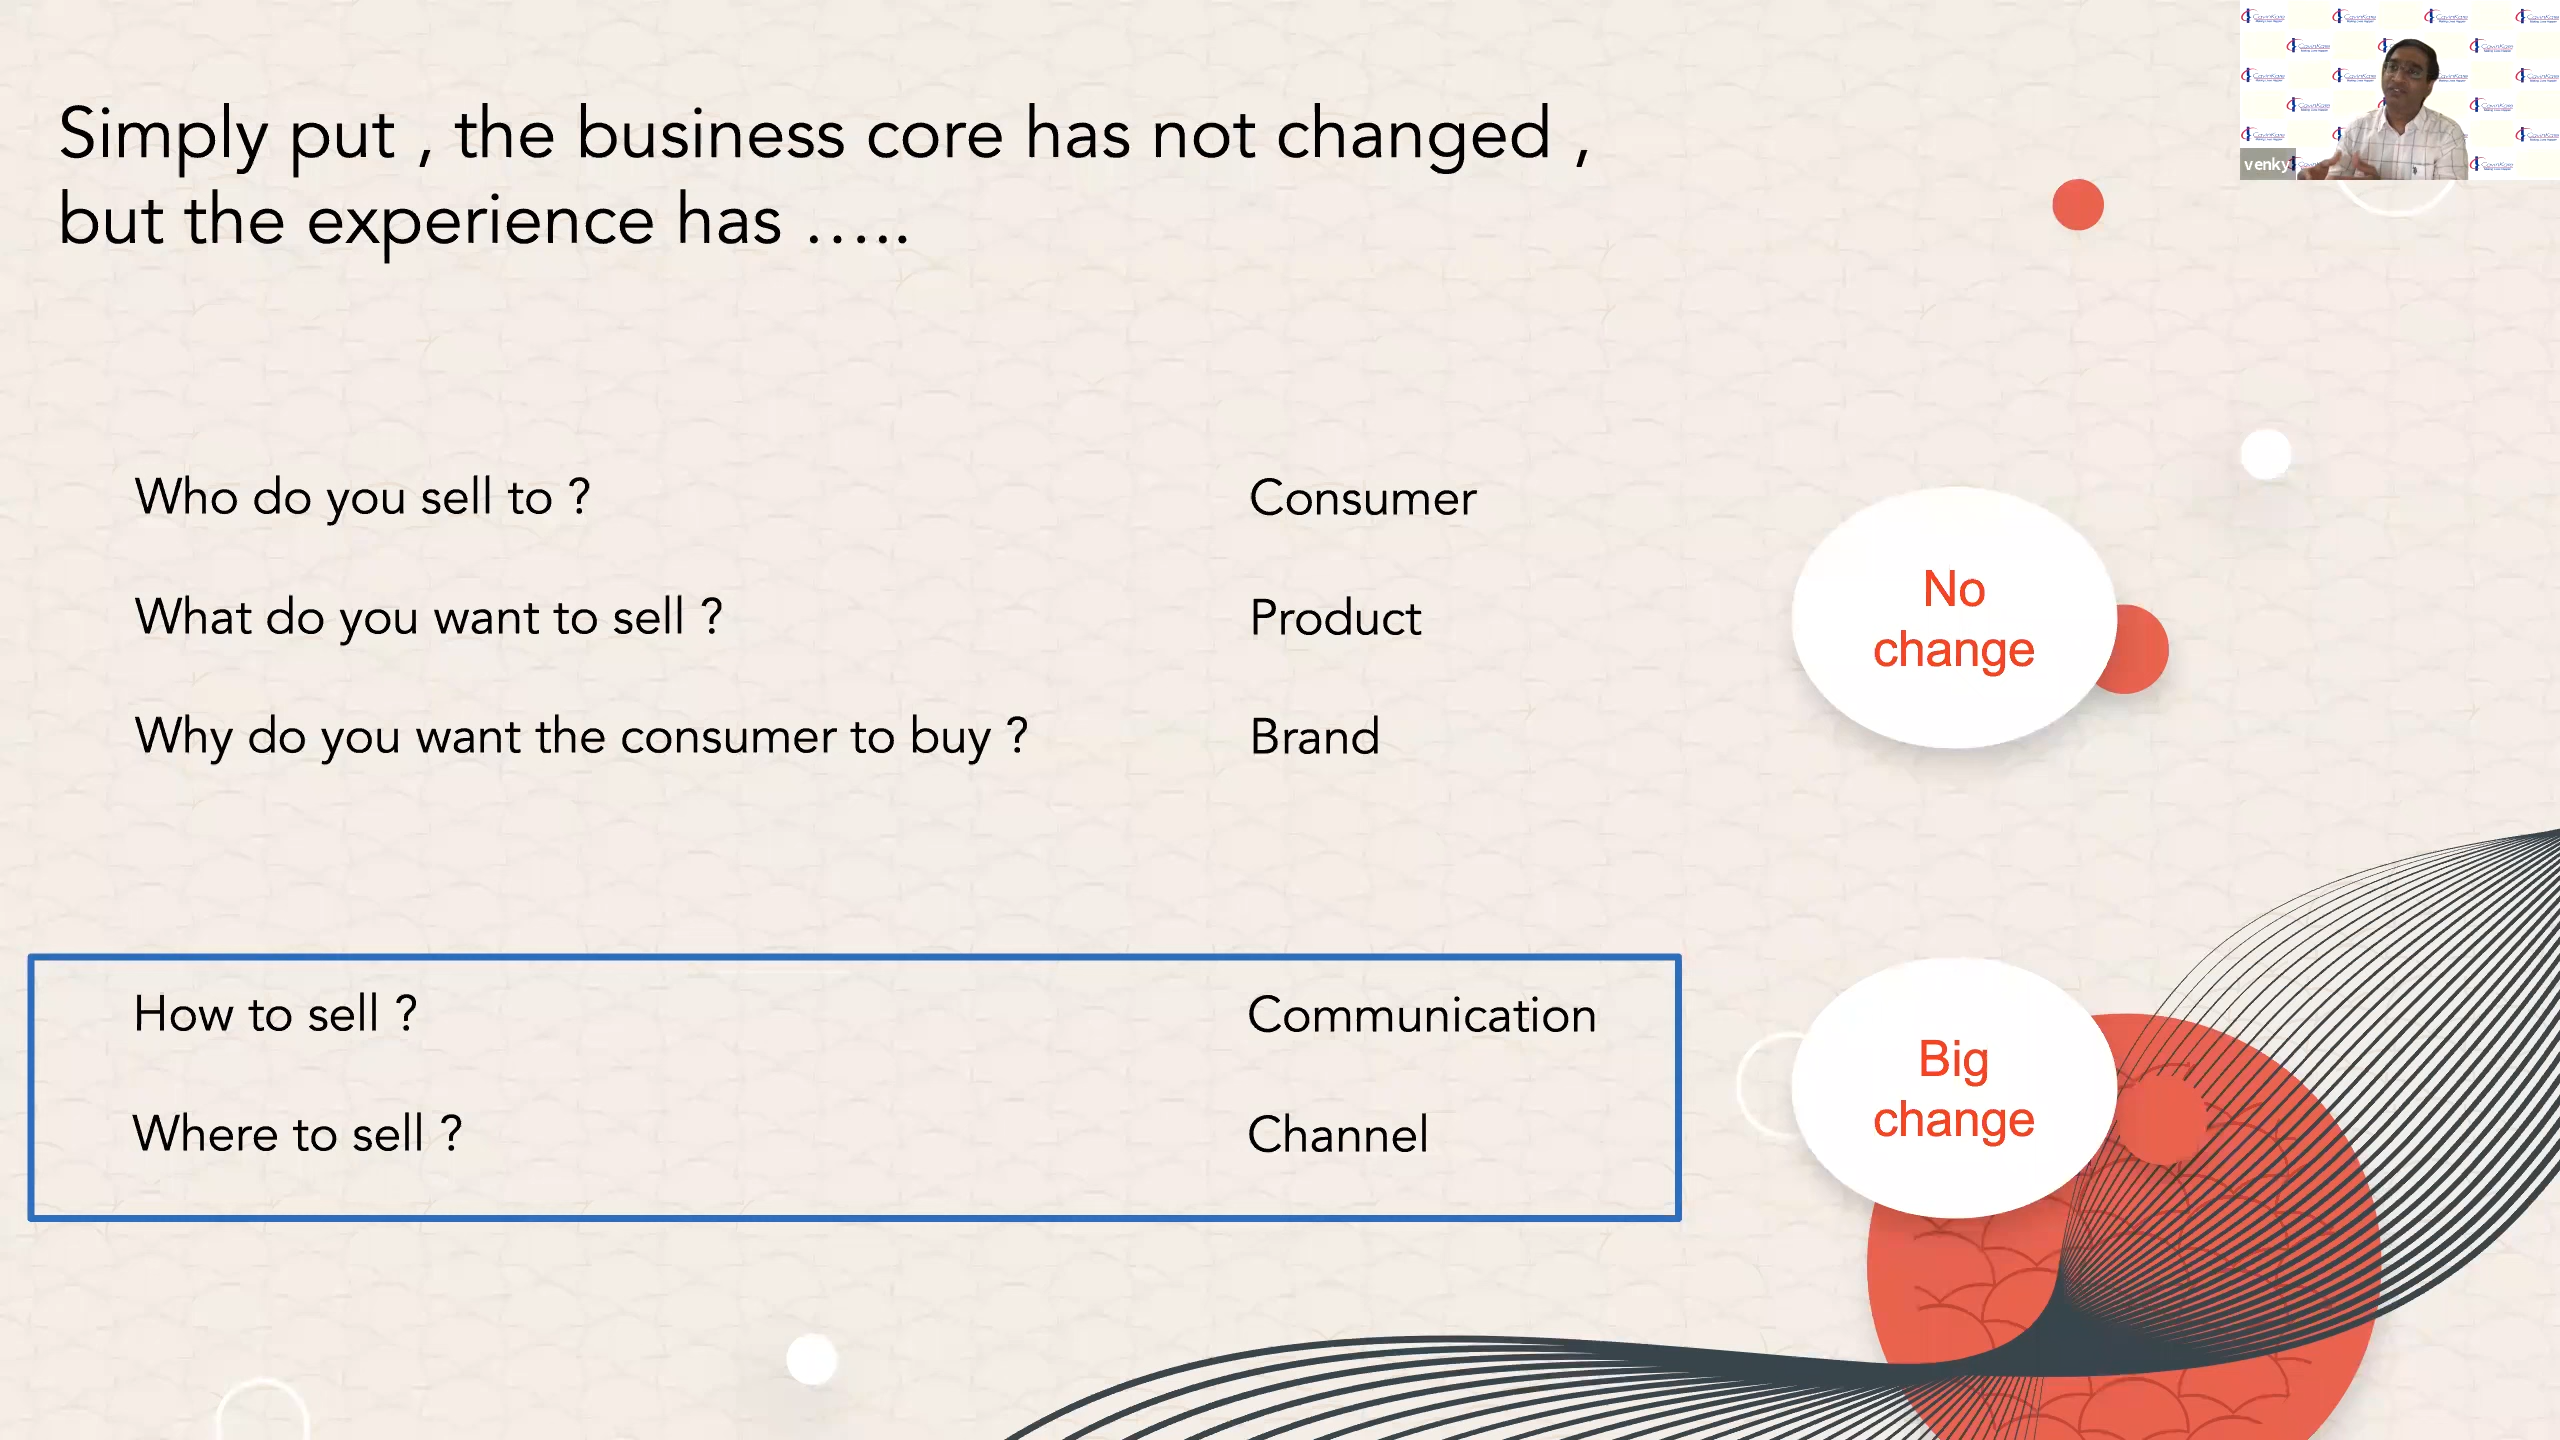 Simply put , the business core has not changed ,
but the experience has .....
venky
Who do you sell to ?
Consumer
What do you want to sell ?
Product
Why do you want the consumer to buy ?
Brand
No
change
How to sell ?
Communication
Where to sell ?
Channel
Big
change